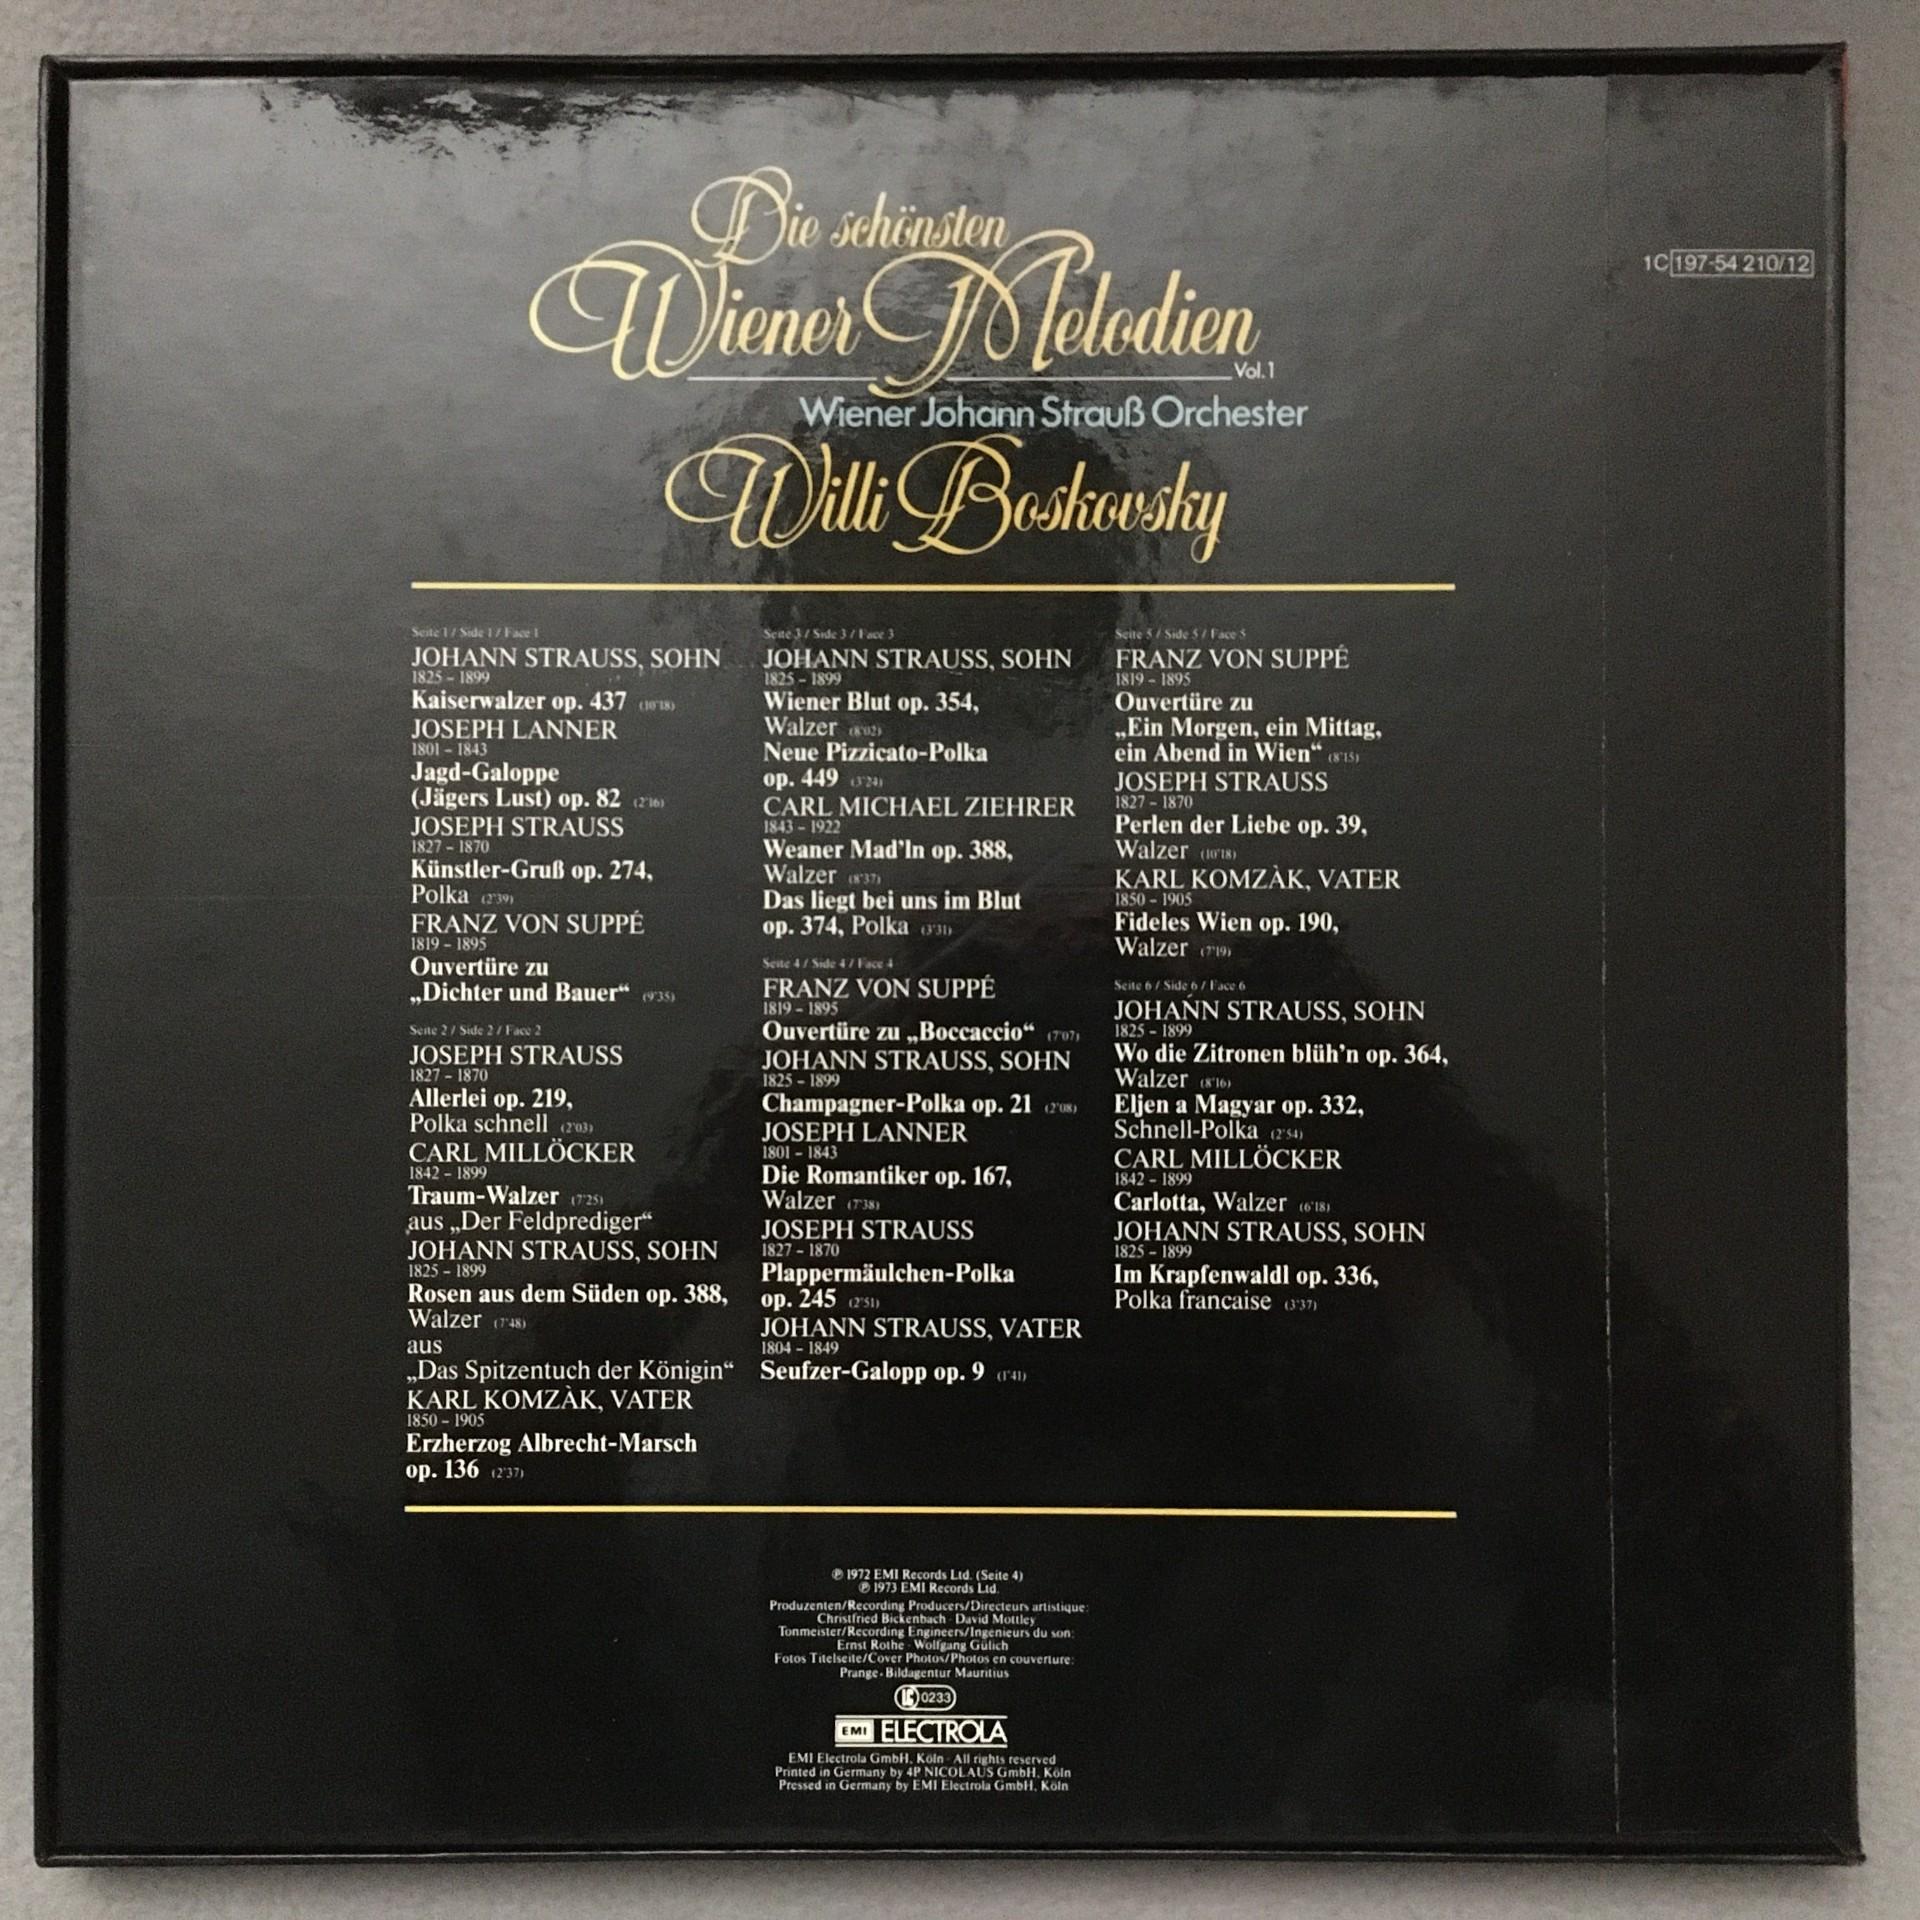 Die schönsten
Wiener Melodien
Vol.1
1C 197-54 210/12
Wiener Johann Strauß Orchester
Willi Boskovsky
Seite 1 / Side 1 / Face 1
JOHANN STRAUSS, SOHN
1825 – 1899
Kaiserwalzer op. 437 (10'18)
JOSEPH LANNER
1801 – 1843
Jagd-Galoppe
(Jägers Lust) op. 82 (2'16)
JOSEPH STRAUSS
1827 – 1870
Künstler-Gruß op. 274,
Polka (2'39)
FRANZ VON SUPPÉ
1819 – 1895
Ouvertüre zu
„Dichter und Bauer“ (9'35)
Seite 2 / Side 2 / Face 2
JOSEPH STRAUSS
1827 – 1870
Allerlei op. 219,
Polka schnell (2'03)
CARL MILLÖCKER
1842 – 1899
Traum-Walzer (7'25)
aus „Der Feldprediger“
JOHANN STRAUSS, SOHN
1825 – 1899
Rosen aus dem Süden op. 388,
Walzer (7'48)
aus
„Das Spitzentuch der Königin“
KARL KOMZÀK, VATER
1850 – 1905
Erzherzog Albrecht-Marsch
op. 136 (2'37)
Seite 3 / Side 3 / Face 3
JOHANN STRAUSS, SOHN
1825 – 1899
Wiener Blut op. 354,
Walzer (8'02)
Neue Pizzicato-Polka
op. 449 (3'24)
CARL MICHAEL ZIEHRER
1843 – 1922
Weaner Mad'ln op. 388,
Walzer (8'37)
Das liegt bei uns im Blut
op. 374, Polka (3'31)
Seite 4 / Side 4 / Face 4
FRANZ VON SUPPÉ
1819 – 1895
Ouvertüre zu „Boccaccio“ (7'07)
JOHANN STRAUSS, SOHN
1825 – 1899
Champagner-Polka op. 21 (2'08)
JOSEPH LANNER
1801 – 1843
Die Romantiker op. 167,
Walzer (7'38)
JOSEPH STRAUSS
1827 – 1870
Plappermäulchen-Polka
op. 245 (2'51)
JOHANN STRAUSS, VATER
1804 – 1849
Seufzer-Galopp op. 9 (1'41)
Seite 5 / Side 5 / Face 5
FRANZ VON SUPPÉ
1819 – 1895
Ouvertüre zu
„Ein Morgen, ein Mittag,
ein Abend in Wien“ (8'15)
JOSEPH STRAUSS
1827 – 1870
Perlen der Liebe op. 39,
Walzer (10'18)
KARL KOMZÀK, VATER
1850 – 1905
Fideles Wien op. 190,
Walzer (7'19)
Seite 6 / Side 6 / Face 6
JOHANN STRAUSS, SOHN
1825 – 1899
Wo die Zitronen blüh'n op. 364,
Walzer (8'16)
Eljen a Magyar op. 332,
Schnell-Polka (2'54)
CARL MILLÖCKER
1842 – 1899
Carlotta, Walzer (6'18)
JOHANN STRAUSS, SOHN
1825 – 1899
Im Krapfenwaldl op. 336,
Polka francaise (3'37)
℗ 1972 EMI Records Ltd. (Seite 4)
℗ 1973 EMI Records Ltd.
Produzenten/Recording Producers/Directeurs artistique:
Christfried Bickenbach · David Mottley
Tonmeister/Recording Engineers/Ingenieurs du son:
Ernst Rothe · Wolfgang Gülich
Fotos Titelseite/Cover Photos/Photos en couverture:
Prange · Bildagentur Mauritius
LC 0233
EMI ELECTROLA
EMI Electrola GmbH, Köln · All rights reserved
Printed in Germany by 4P NICOLAUS GmbH, Köln
Pressed in Germany by EMI Electrola GmbH, Köln